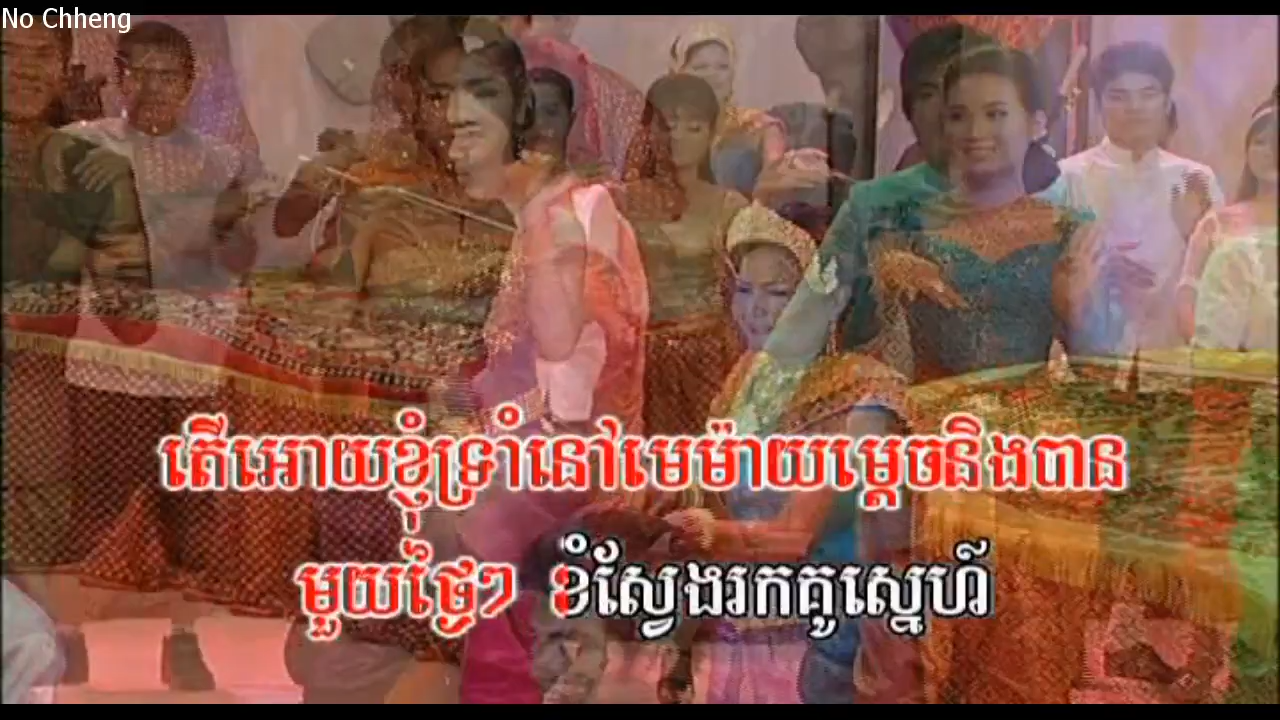 No Chheng
តើអោយខ្ញុំទ្រាំនៅមេម៉ាយម្ដេចនិងបាន
មួយថ្ងៃៗ ខំស្វែងរកគូស្នេហ៍